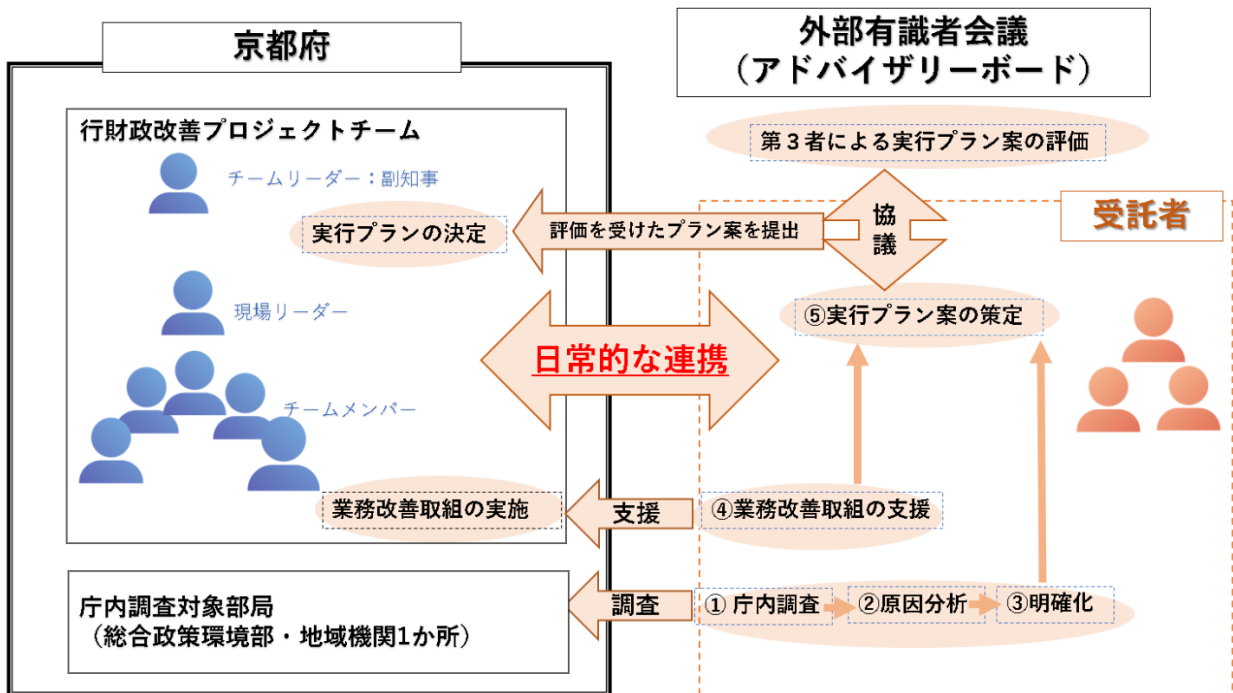 京都府
外部有識者会議
（アドバイザリーボード）
行財政改善プロジェクトチーム
チームリーダー：副知事
実行プランの決定
現場リーダー
チームメンバー
業務改善取組の実施
庁内調査対象部局
（総合政策環境部・地域機関1か所）
第３者による実行プラン案の評価
協議
評価を受けたプラン案を提出
日常的な連携
支援
調査
受託者
⑤実行プラン案の策定
④業務改善取組の支援
① 庁内調査
②原因分析
③明確化